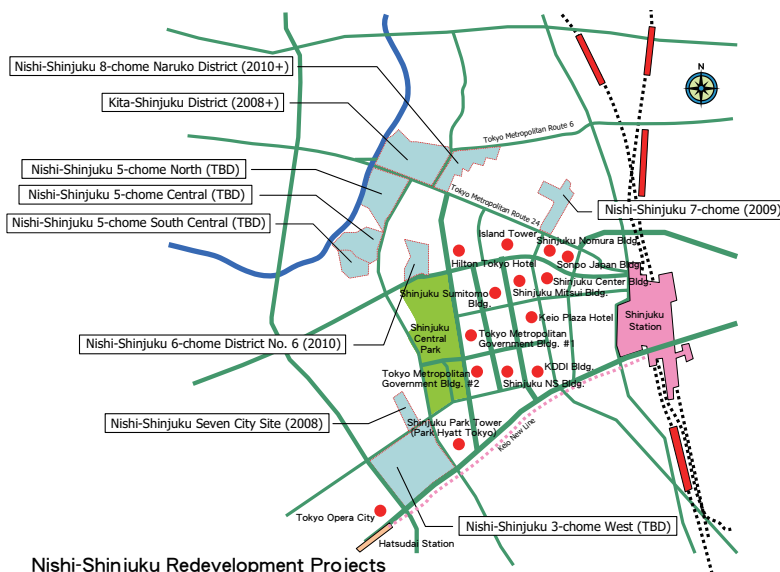 N
Nishi-Shinjuku 8-chome Naruko District (2010+)
Kita-Shinjuku District (2008+)
Tokyo Metropolitan Route 6
Nishi-Shinjuku 5-chome North (TBD)
Nishi-Shinjuku 5-chome Central (TBD)
Nishi-Shinjuku 5-chome South Central (TBD)
Tokyo Metropolitan Route 24
Nishi-Shinjuku 7-chome (2009)
Island Tower
Shinjuku Nomura Bldg.
Hilton Tokyo Hotel
Sonpo Japan Bldg.
Shinjuku Center Bldg.
Shinjuku Sumitomo
Bldg.
Shinjuku Mitsui Bldg.
Keio Plaza Hotel
Shinjuku
Station
Shinjuku
Central
Park
Tokyo Metropolitan
Government Bldg. #1
Nishi-Shinjuku 6-chome District No. 6 (2010)
Tokyo Metropolitan
Government Bldg. #2
KDDI Bldg.
Shinjuku NS Bldg.
Nishi-Shinjuku Seven City Site (2008)
Shinjuku Park Tower
(Park Hyatt Tokyo)
Keio New Line
Tokyo Opera City
Nishi-Shinjuku 3-chome West (TBD)
Hatsudai Station
Nishi-Shinjuku Redevelopment Projects